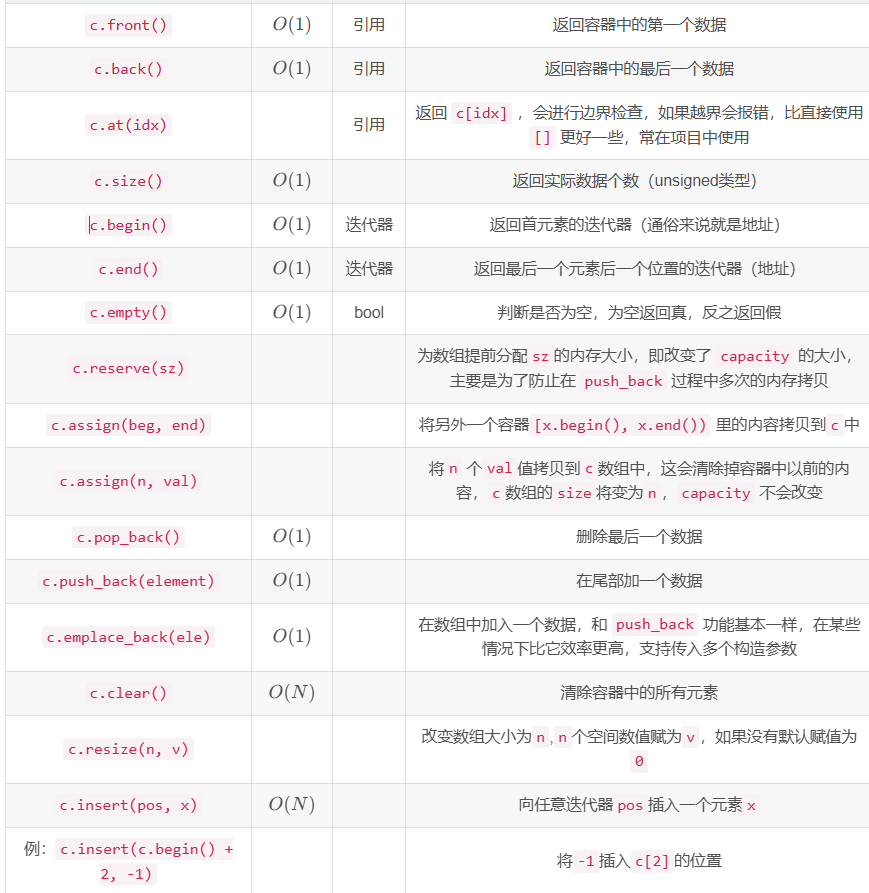 c.front() O(1) 引用 返回容器中的第一个数据
c.back() O(1) 引用 返回容器中的最后一个数据
c.at(idx) 引用 返回 c[idx] ，会进行边界检查，如果越界会报错，比直接使用
[] 更好一些，常在项目中使用
c.size() O(1) 返回实际数据个数（unsigned类型）
c.begin() O(1) 迭代器 返回首元素的迭代器（通俗来说就是地址）
c.end() O(1) 迭代器 返回最后一个元素后一个位置的迭代器（地址）
c.empty() O(1) bool 判断是否为空，为空返回真，反之返回假
c.reserve(sz) 为数组提前分配 sz 的内存大小，即改变了 capacity 的大小，
主要是为了防止在 push_back 过程中多次的内存拷贝
c.assign(beg, end) 将另外一个容器 [x.begin(), x.end()) 里的内容拷贝到 c 中
c.assign(n, val) 将 n 个 val 值拷贝到 c 数组中，这会清除掉容器中以前的内
容， c 数组的 size 将变为 n ， capacity 不会改变
c.pop_back() O(1) 删除最后一个数据
c.push_back(element) O(1) 在尾部加一个数据
c.emplace_back(ele) O(1) 在数组中加入一个数据，和 push_back 功能基本一样，在某些
情况下比它效率更高，支持传入多个构造参数
c.clear() O(N) 清除容器中的所有元素
c.resize(n, v) 改变数组大小为 n , n 个空间数值赋为 v ，如果没有默认赋值为
0
c.insert(pos, x) O(N) 向任意迭代器 pos 插入一个元素 x
例： c.insert(c.begin() +
2, -1) 将 -1 插入 c[2] 的位置